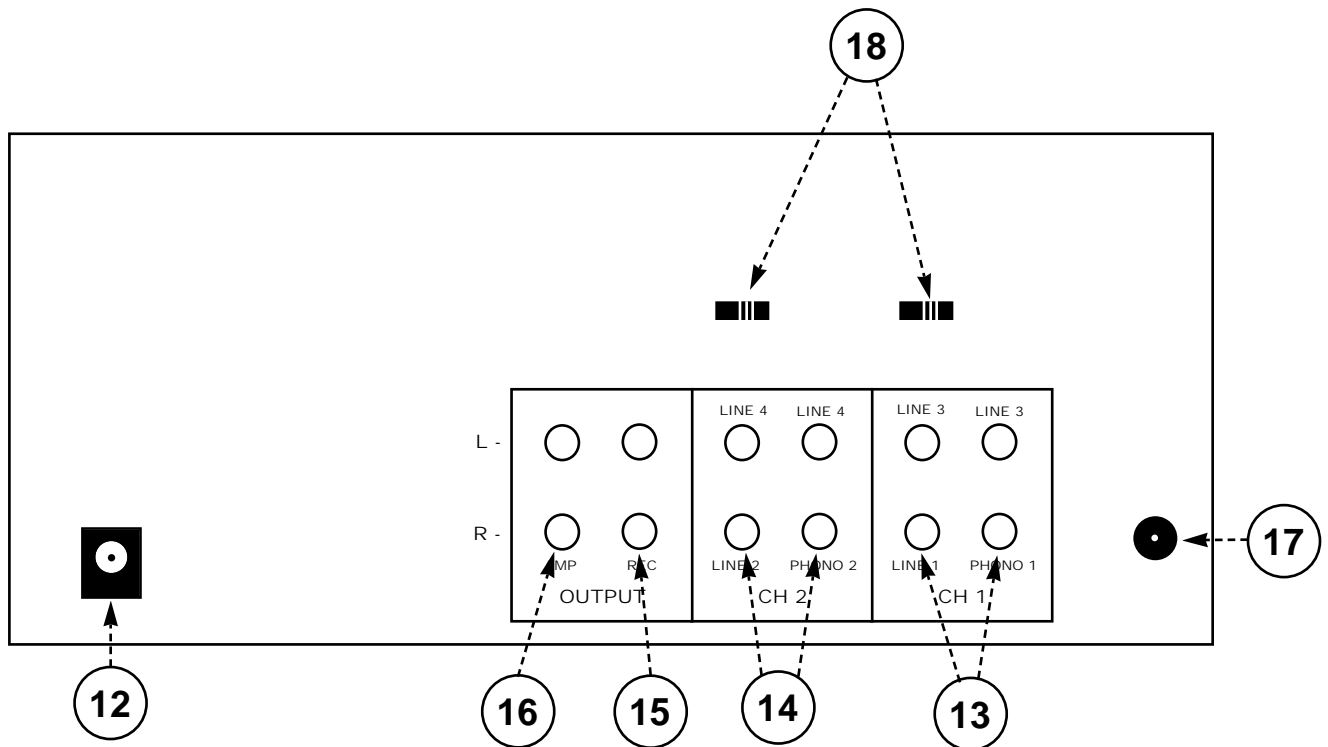 18
LINE 4 LINE 4 LINE 3 LINE 3
L -
R -
17
LINE 2 PHONO 2 LINE 1 PHONO 1
OUTPUT CH 2 CH 1
12
16
15
14
13